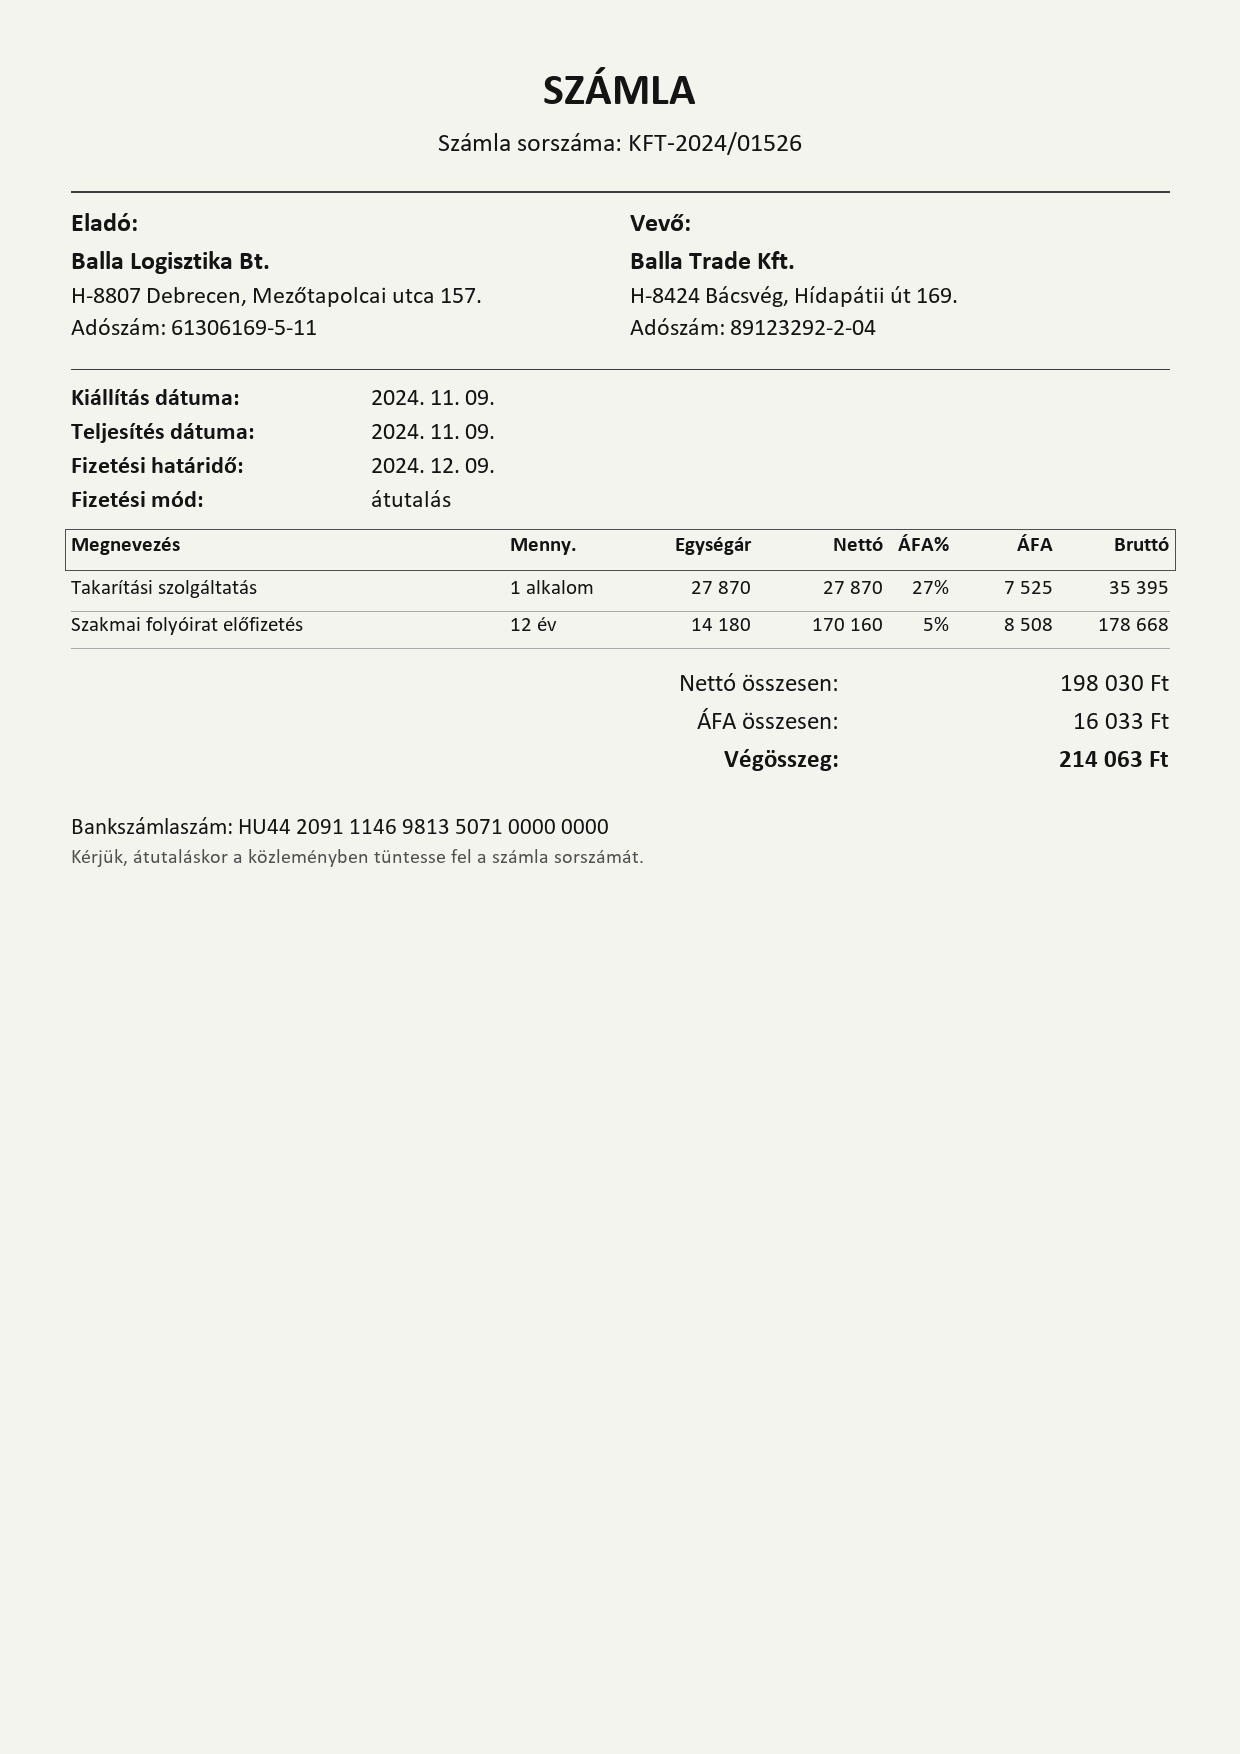 SZÁMLA
Számla sorszáma: KFT-2024/01526
Eladó:
Balla Logisztika Bt.
H-8807 Debrecen, Mezőtapolcai utca 157.
Adószám: 61306169-5-11
Vevő:
Balla Trade Kft.
H-8424 Bácsvég, Hídapátii út 169.
Adószám: 89123292-2-04
Kiállítás dátuma: 2024. 11. 09.
Teljesítés dátuma: 2024. 11. 09.
Fizetési határidő: 2024. 12. 09.
Fizetési mód: átutalás
Megnevezés Menny. Egységár Nettó ÁFA% ÁFA Bruttó
Takarítási szolgáltatás 1 alkalom 27 870 27 870 27% 7 525 35 395
Szakmai folyóirat előfizetés 12 év 14 180 170 160 5% 8 508 178 668
Nettó összesen: 198 030 Ft
ÁFA összesen: 16 033 Ft
Végösszeg: 214 063 Ft
Bankszámlaszám: HU44 2091 1146 9813 5071 0000 0000
Kérjük, átutaláskor a közleményben tüntesse fel a számla sorszámát.